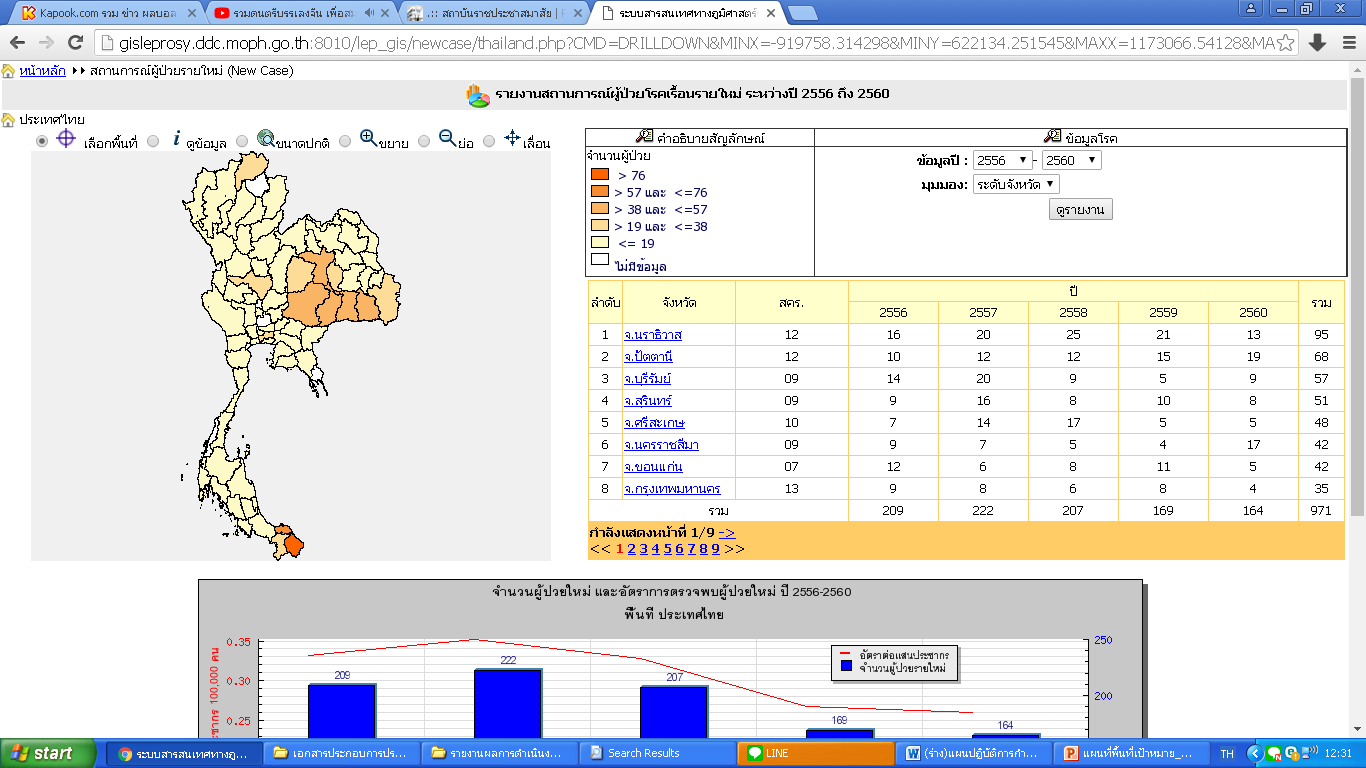 Kapook.com รวม ข่าว ผลบอล
รวมดนตรีบรรเลงจีน เพื่อสม
.:: สถาบันราชประชาสมาสัย | R
ระบบสารสนเทศทางภูมิศาสตร์
gisleprosy.ddc.moph.go.th:8010/lep_gis/newcase/thailand.php?CMD=DRILLDOWN&MINX=-919758.314298&MINY=622134.251545&MAXX=1173066.54128&MA
หน้าหลัก สถานการณ์ผู้ป่วยรายใหม่ (New Case)
รายงานสถานการณ์ผู้ป่วยโรคเรื้อนรายใหม่ ระหว่างปี 2556 ถึง 2560
ประเทศไทย
เลือกพื้นที่ ดูข้อมูล ขนาดปกติ ขยาย ย่อ เลื่อน
คำอธิบายสัญลักษณ์
จำนวนผู้ป่วย
> 76
> 57 และ <=76
> 38 และ <=57
> 19 และ <=38
<= 19
ไม่มีข้อมูล
ข้อมูลโรค
ข้อมูลปี : 2556 - 2560
มุมมอง: ระดับจังหวัด
ดูรายงาน
ลำดับ จังหวัด สคร. ปี รวม
2556 2557 2558 2559 2560
1 จ.นราธิวาส 12 16 20 25 21 13 95
2 จ.ปัตตานี 12 10 12 12 15 19 68
3 จ.บุรีรัมย์ 09 14 20 9 5 9 57
4 จ.สุรินทร์ 09 9 16 8 10 8 51
5 จ.ศรีสะเกษ 10 7 14 17 5 5 48
6 จ.นครราชสีมา 09 9 7 5 4 17 42
7 จ.ขอนแก่น 07 12 6 8 11 5 42
8 จ.กรุงเทพมหานคร 13 9 8 6 8 4 35
รวม 209 222 207 169 164 971
กำลังแสดงหน้าที่ 1/9 ->
<< 1 2 3 4 5 6 7 8 9 >>
จำนวนผู้ป่วยใหม่ และอัตราการตรวจพบผู้ป่วยใหม่ ปี 2556-2560
พื้นที่ ประเทศไทย
0.35
0.30
0.25
ชากร 100,000 คน
209
222
207
169
164
อัตราต่อแสนประชากร
จำนวนผู้ป่วยรายใหม่
250
200
start
ระบบสารสนเทศทางภู...
เอกสารประกอบการปร...
รายงานผลการดำเนินง...
Search Results
LINE
(ร่าง)แผนปฏิบัติการกำ...
แผนที่พื้นที่เป้าหมาย_...
TH
12:31